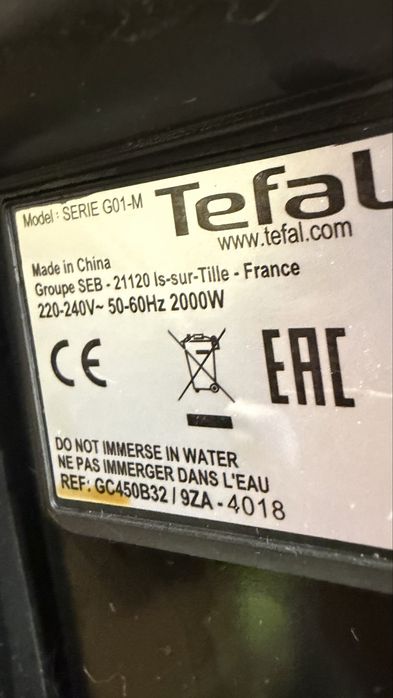 Model : SERIE G01-M
Tefal
www.tefal.com
Made in China
Groupe SEB - 21120 Is-sur-Tille - France
220-240V~ 50-60Hz 2000W
CE
EAC
DO NOT IMMERSE IN WATER
NE PAS IMMERGER DANS L'EAU
REF: GC450B32 / 9ZA - 4018